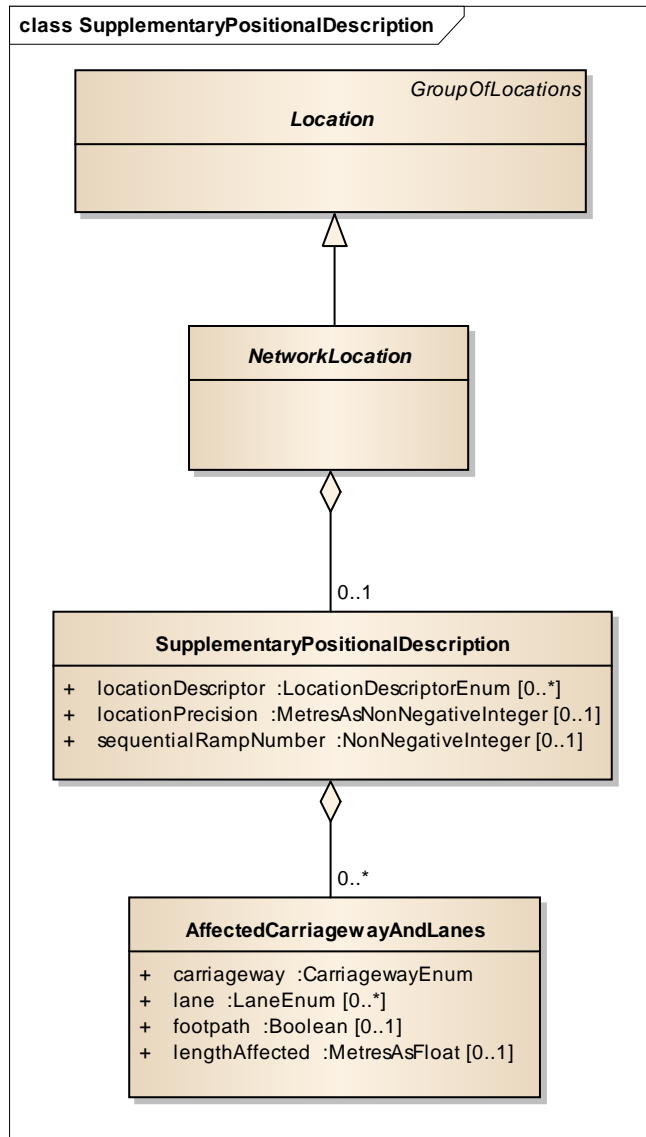 class SupplementaryPositionalDescription
GroupOfLocations
Location
NetworkLocation
0..1
SupplementaryPositionalDescription
+ locationDescriptor :LocationDescriptorEnum [0..*]
+ locationPrecision :MetresAsNonNegativeInteger [0..1]
+ sequentialRampNumber :NonNegativeInteger [0..1]
0..*
AffectedCarriagewayAndLanes
+ carriageway :CarriagewayEnum
+ lane :LaneEnum [0..*]
+ footpath :Boolean [0..1]
+ lengthAffected :MetresAsFloat [0..1]